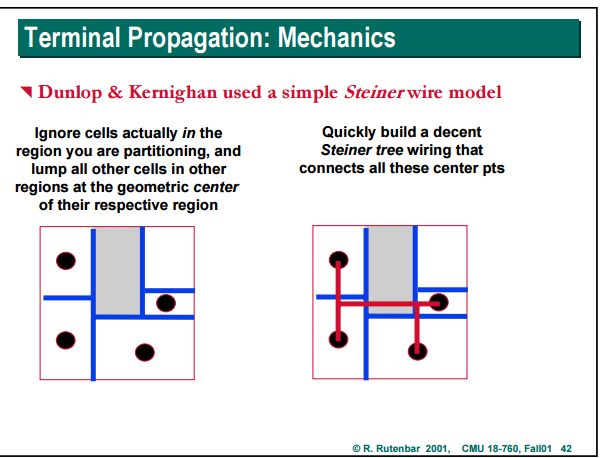 Terminal Propagation: Mechanics
Dunlop & Kernighan used a simple Steiner wire model
Ignore cells actually in the
region you are partitioning, and
lump all other cells in other
regions at the geometric center
of their respective region
Quickly build a decent
Steiner tree wiring that
connects all these center pts
© R. Rutenbar 2001, CMU 18-760, Fall01 42